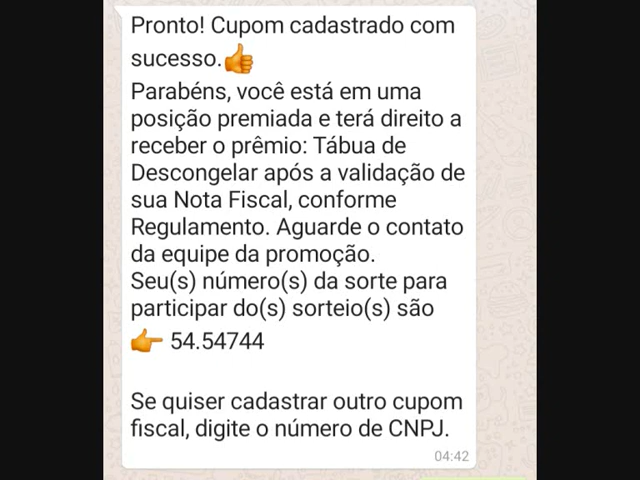 Pronto! Cupom cadastrado com
sucesso.👍
Parabéns, você está em uma
posição premiada e terá direito a
receber o prêmio: Tábua de
Descongelar após a validação de
sua Nota Fiscal, conforme
Regulamento. Aguarde o contato
da equipe da promoção.
Seu(s) número(s) da sorte para
participar do(s) sorteio(s) são
👉 54.54744
Se quiser cadastrar outro cupom
fiscal, digite o número de CNPJ.
04:42